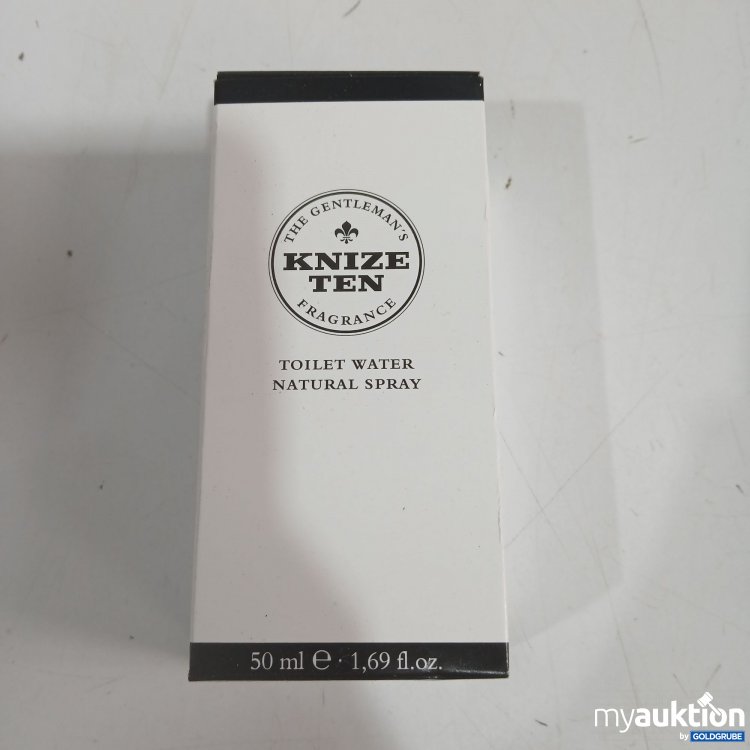 THE GENTLEMAN'S
KNIZE
TEN
FRAGRANCE
TOILET WATER
NATURAL SPRAY
50 ml ℮ · 1,69 fl.oz.
myauktion
by GOLDGRUBE